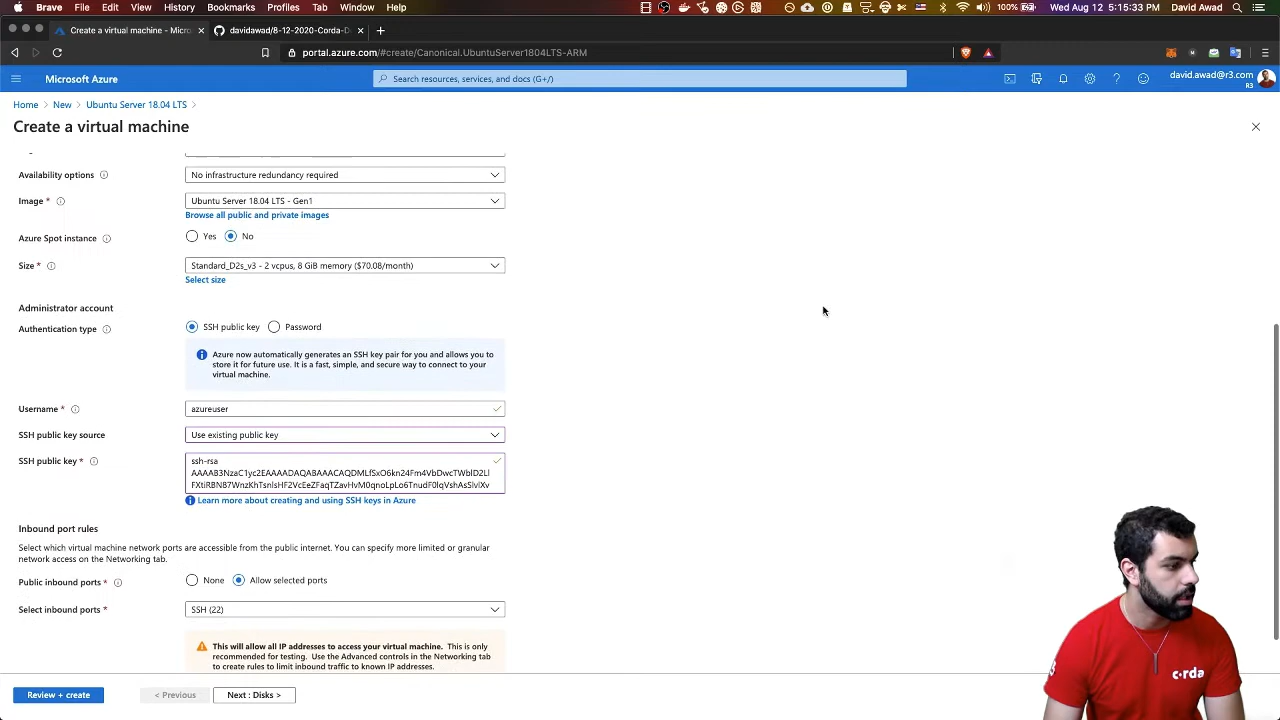 Brave File Edit View History Bookmarks Profiles Tab Window Help 100% Wed Aug 12 5:15:33 PM David Awad
Create a virtual machine - Micro davidawad/8-12-2020-Corda-D
portal.azure.com/#create/Canonical.UbuntuServer1804LTS-ARM
Microsoft Azure Search resources, services, and docs (G+/) david.awad@r3.com
R3
Home > New > Ubuntu Server 18.04 LTS >
Create a virtual machine
Availability options No infrastructure redundancy required
Image * Ubuntu Server 18.04 LTS - Gen1
Browse all public and private images
Azure Spot instance Yes No
Size * Standard_D2s_v3 - 2 vcpus, 8 GiB memory ($70.08/month)
Select size
Administrator account
Authentication type SSH public key Password
Azure now automatically generates an SSH key pair for you and allows you to
store it for future use. It is a fast, simple, and secure way to connect to your
virtual machine.
Username * azureuser
SSH public key source Use existing public key
SSH public key * ssh-rsa
Learn more about creating and using SSH keys in Azure
Inbound port rules
Select which virtual machine network ports are accessible from the public internet. You can specify more limited or granular
network access on the Networking tab.
Public inbound ports * None Allow selected ports
Select inbound ports * SSH (22)
This will allow all IP addresses to access your virtual machine. This is only
recommended for testing. Use the Advanced controls in the Networking tab
to create rules to limit inbound traffic to known IP addresses.
Review + create < Previous Next : Disks >
c·rda